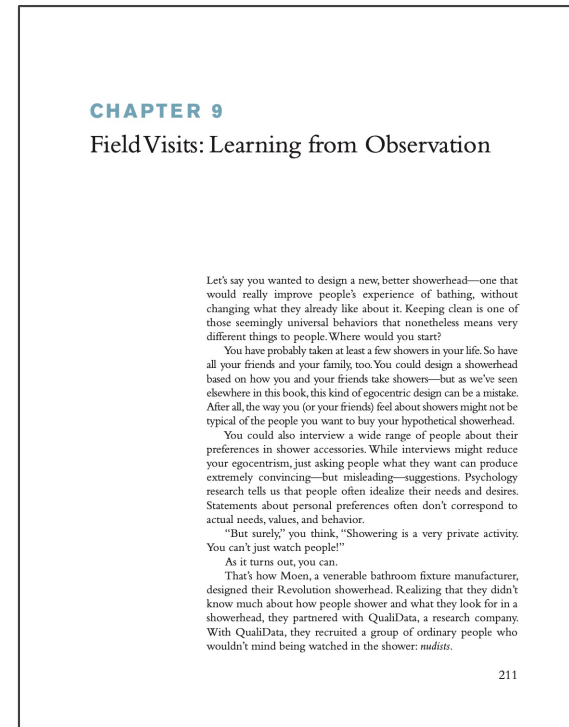 CHAPTER 9
Field Visits: Learning from Observation
Let's say you wanted to design a new, better showerhead—one that
would really improve people's experience of bathing, without
changing what they already like about it. Keeping clean is one of
those seemingly universal behaviors that nonetheless means very
different things to people. Where would you start?
You have probably taken at least a few showers in your life. So have
all your friends and your family, too. You could design a showerhead
based on how you and your friends take showers—but as we've seen
elsewhere in this book, this kind of egocentric design can be a mistake.
After all, the way you (or your friends) feel about showers might not be
typical of the people you want to buy your hypothetical showerhead.
You could also interview a wide range of people about their
preferences in shower accessories. While interviews might reduce
your egocentrism, just asking people what they want can produce
extremely convincing—but misleading—suggestions. Psychology
research tells us that people often idealize their needs and desires.
Statements about personal preferences often don't correspond to
actual needs, values, and behavior.
"But surely," you think, "Showering is a very private activity.
You can't just watch people!"
As it turns out, you can.
That's how Moen, a venerable bathroom fixture manufacturer,
designed their Revolution showerhead. Realizing that they didn't
know much about how people shower and what they look for in a
showerhead, they partnered with QualiData, a research company.
With QualiData, they recruited a group of ordinary people who
wouldn't mind being watched in the shower: nudists.
211